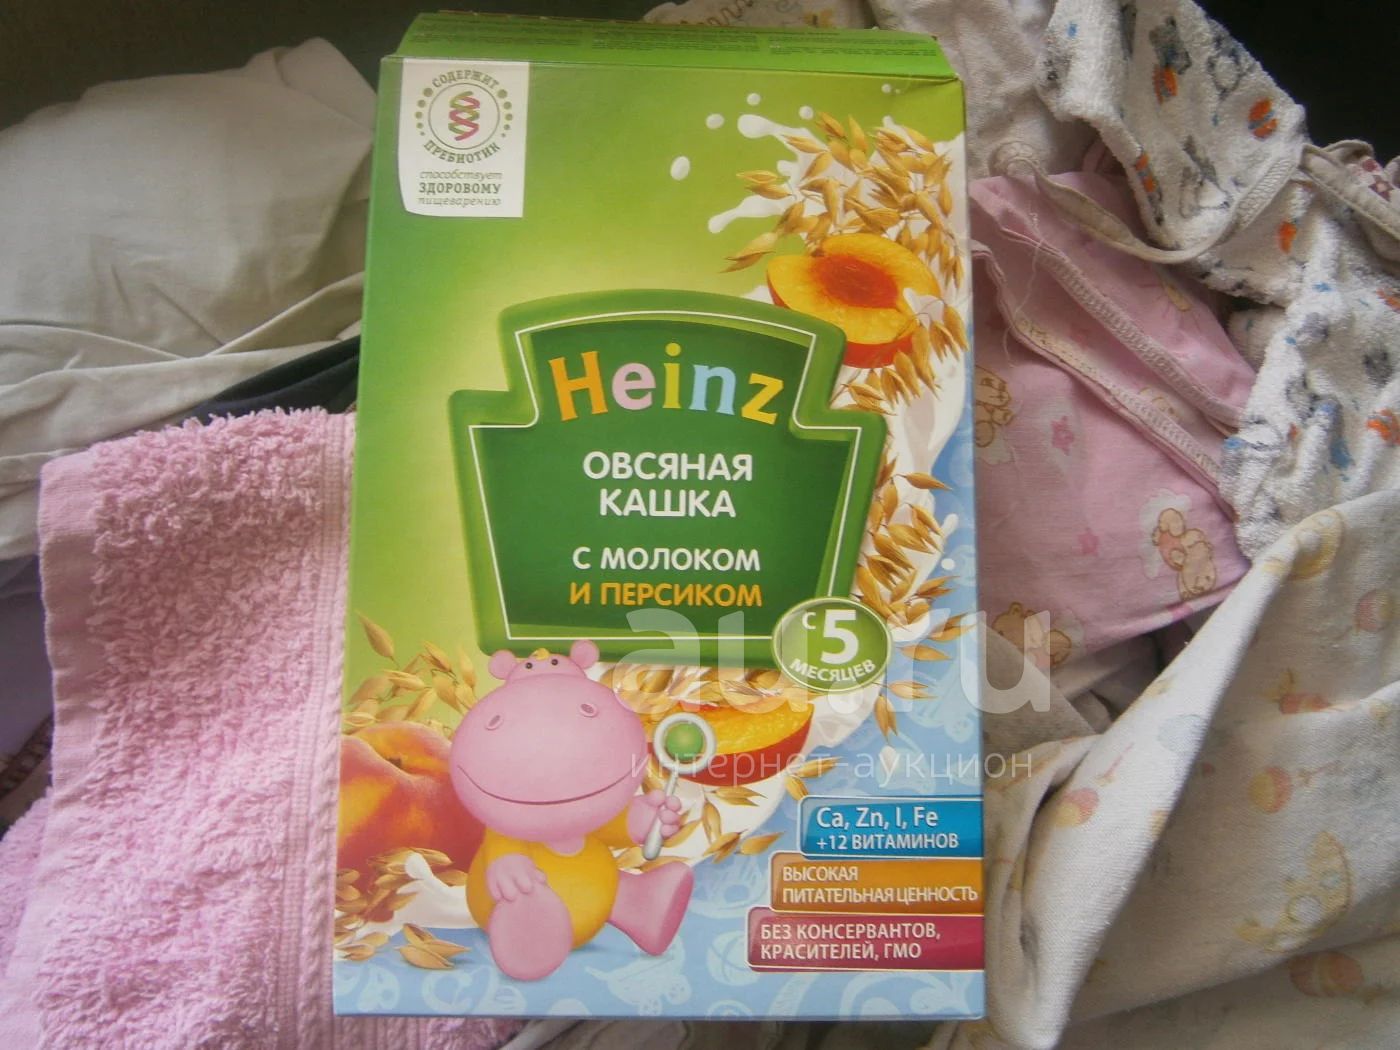 СОДЕРЖИТ
ПРЕБИОТИК
способствует
ЗДОРОВОМУ
пищеварению
Heinz
ОВСЯНАЯ
КАШКА
С МОЛОКОМ
И ПЕРСИКОМ
С 5
МЕСЯЦЕВ
au.ru
интернет-аукцион
Ca, Zn, I, Fe
+12 ВИТАМИНОВ
ВЫСОКАЯ
ПИТАТЕЛЬНАЯ ЦЕННОСТЬ
БЕЗ КОНСЕРВАНТОВ,
КРАСИТЕЛЕЙ, ГМО